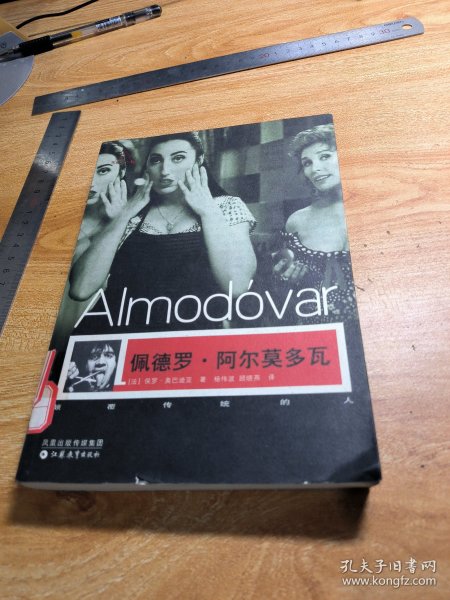 Almodóvar
佩德罗·阿尔莫多瓦
[法] 保罗·奥巴迪亚 著 杨伟波 顾晓燕 译
密传统的人
凤凰出版传媒集团
江苏教育出版社
孔夫子旧书网
www.kongfz.com